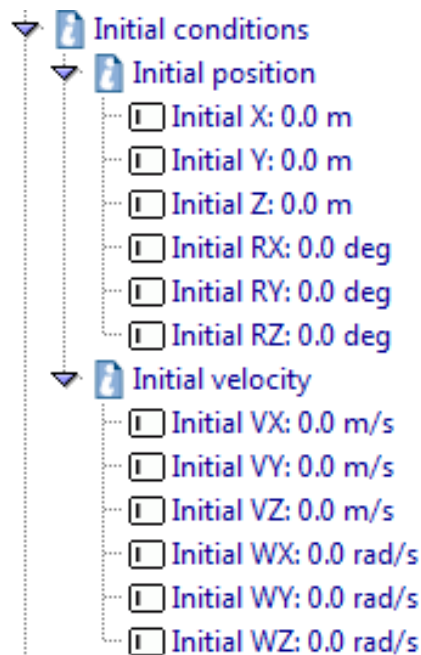 Initial conditions
Initial position
Initial X: 0.0 m
Initial Y: 0.0 m
Initial Z: 0.0 m
Initial RX: 0.0 deg
Initial RY: 0.0 deg
Initial RZ: 0.0 deg
Initial velocity
Initial VX: 0.0 m/s
Initial VY: 0.0 m/s
Initial VZ: 0.0 m/s
Initial WX: 0.0 rad/s
Initial WY: 0.0 rad/s
Initial WZ: 0.0 rad/s